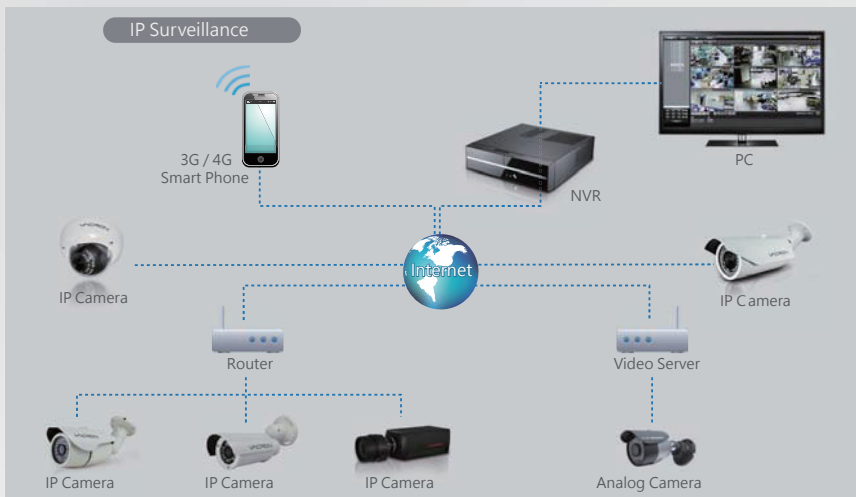 IP Surveillance
3G / 4G
Smart Phone
NVR
PC
Internet
IP Camera
IP Camera
Router
Video Server
IP Camera
IP Camera
IP Camera
Analog Camera